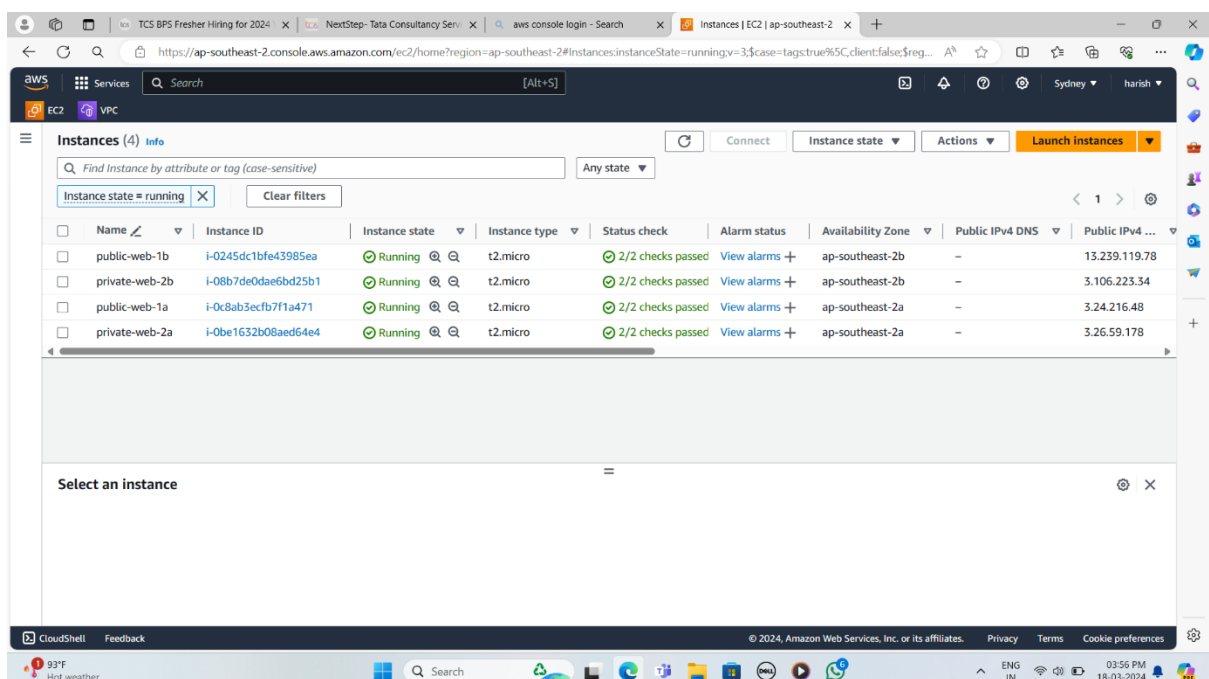 TCS BPS Fresher Hiring for 2024
NextStep- Tata Consultancy Serv
aws console login - Search
Instances | EC2 | ap-southeast-2
https://ap-southeast-2.console.aws.amazon.com/ec2/home?region=ap-southeast-2#Instances:instanceState=running;v=3;$case=tags:true%5C,client:false;$reg...
aws Services Search [Alt+S] Sydney harish
EC2 VPC
Instances (4) Info Connect Instance state Actions Launch instances
Find Instance by attribute or tag (case-sensitive) Any state
Instance state = running Clear filters 1
Name Instance ID Instance state Instance type Status check Alarm status Availability Zone Public IPv4 DNS Public IPv4 ...
public-web-1b i-0245dc1bfe43985ea Running t2.micro 2/2 checks passed View alarms + ap-southeast-2b – 13.239.119.78
private-web-2b i-08b7de0dae6bd25b1 Running t2.micro 2/2 checks passed View alarms + ap-southeast-2b – 3.106.223.34
public-web-1a i-0c8ab3ecfb7f1a471 Running t2.micro 2/2 checks passed View alarms + ap-southeast-2a – 3.24.216.48
private-web-2a i-0be1632b08aed64e4 Running t2.micro 2/2 checks passed View alarms + ap-southeast-2a – 3.26.59.178
Select an instance
CloudShell Feedback © 2024, Amazon Web Services, Inc. or its affiliates. Privacy Terms Cookie preferences
93°F Search ENG 03:56 PM
Hot weather IN 18-03-2024